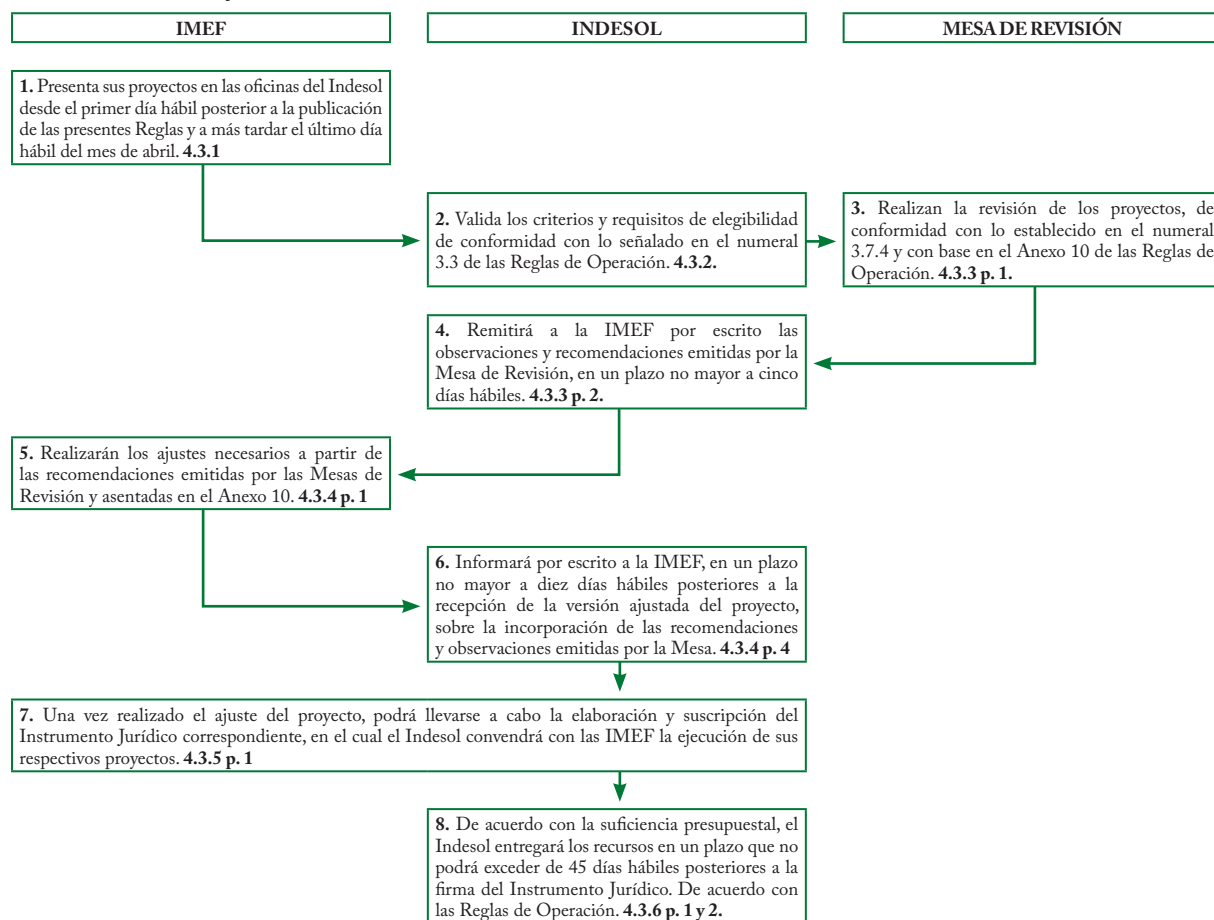 IMEF
INDESOL
MESA DE REVISIÓN
1. Presenta sus proyectos en las oficinas del Indesol
desde el primer día hábil posterior a la publicación
de las presentes Reglas y a más tardar el último día
hábil del mes de abril. 4.3.1
2. Valida los criterios y requisitos de elegibilidad
de conformidad con lo señalado en el numeral
3.3 de las Reglas de Operación. 4.3.2.
3. Realizan la revisión de los proyectos, de
conformidad con lo establecido en el numeral
3.7.4 y con base en el Anexo 10 de las Reglas de
Operación. 4.3.3 p. 1.
4. Remitirá a la IMEF por escrito las
observaciones y recomendaciones emitidas por la
Mesa de Revisión, en un plazo no mayor a cinco
días hábiles. 4.3.3 p. 2.
5. Realizarán los ajustes necesarios a partir de
las recomendaciones emitidas por las Mesas de
Revisión y asentadas en el Anexo 10. 4.3.4 p. 1
6. Informará por escrito a la IMEF, en un plazo
no mayor a diez días hábiles posteriores a la
recepción de la versión ajustada del proyecto,
sobre la incorporación de las recomendaciones
y observaciones emitidas por la Mesa. 4.3.4 p. 4
7. Una vez realizado el ajuste del proyecto, podrá llevarse a cabo la elaboración y suscripción del
Instrumento Jurídico correspondiente, en el cual el Indesol convendrá con las IMEF la ejecución de sus
respectivos proyectos. 4.3.5 p. 1
8. De acuerdo con la suficiencia presupuestal, el
Indesol entregará los recursos en un plazo que no
podrá exceder de 45 días hábiles posteriores a la
firma del Instrumento Jurídico. De acuerdo con
las Reglas de Operación. 4.3.6 p. 1 y 2.